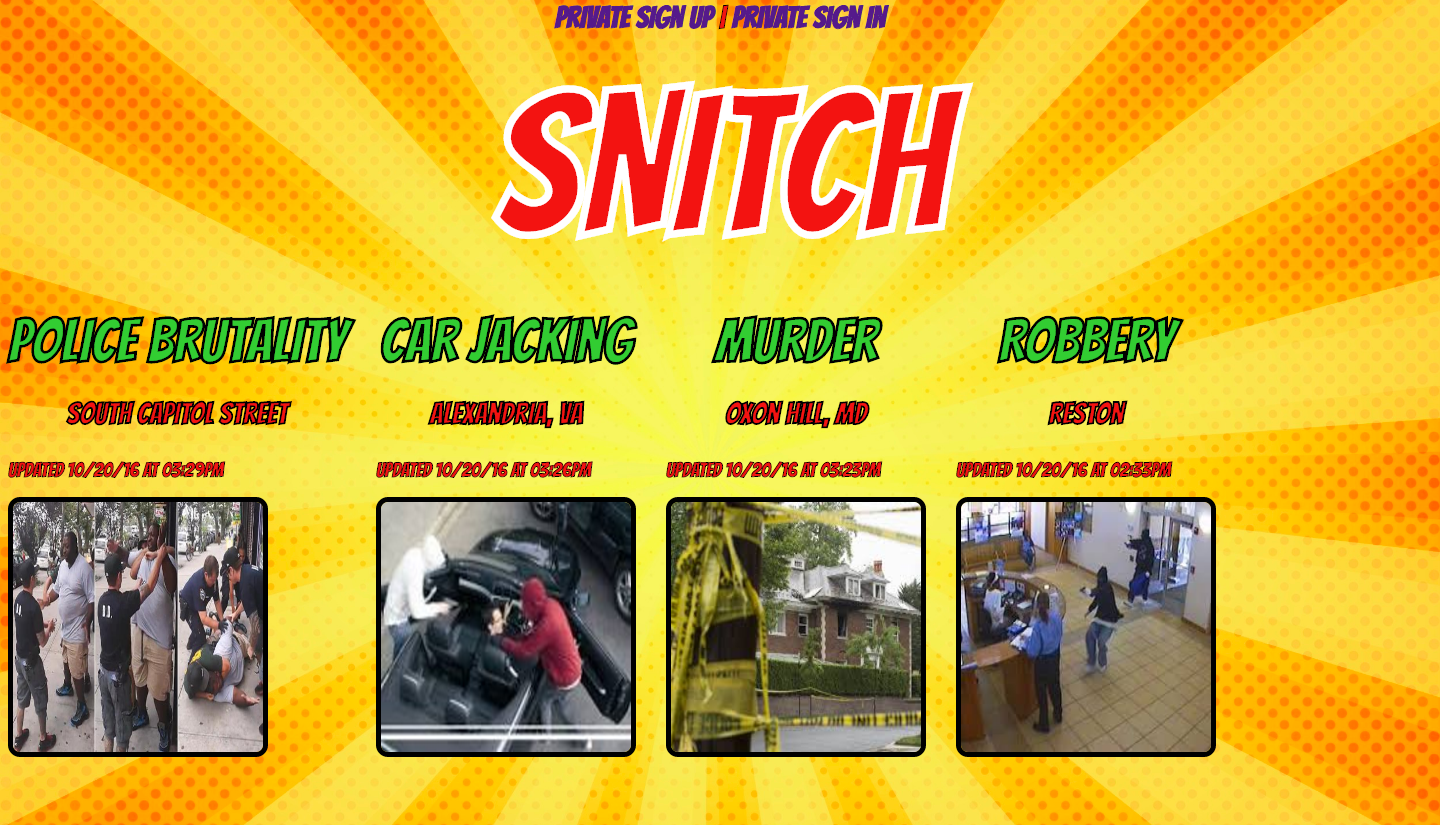 PRIVATE SIGN UP | PRIVATE SIGN IN
SNITCH
POLICE BRUTALITY
SOUTH CAPITOL STREET
UPDATED 10/20/16 AT 03:29PM
CAR JACKING
ALEXANDRIA, VA
UPDATED 10/20/16 AT 03:26PM
MURDER
OXON HILL, MD
UPDATED 10/20/16 AT 03:23PM
ROBBERY
RESTON
UPDATED 10/20/16 AT 02:33PM